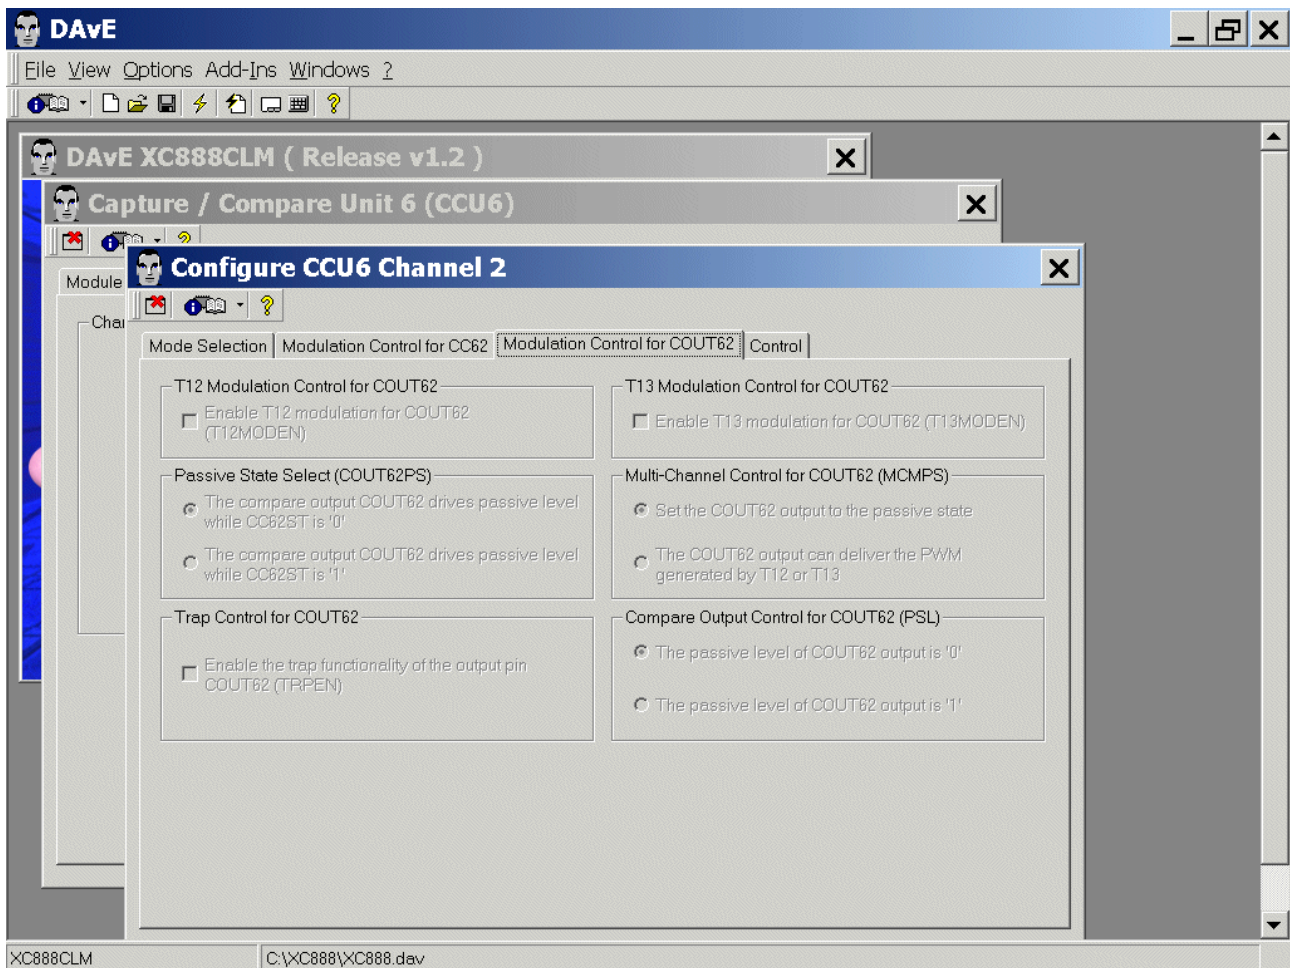 DAvE
File View Options Add-Ins Windows ?
DAvE XC888CLM ( Release v1.2 )
Capture / Compare Unit 6 (CCU6)
Configure CCU6 Channel 2
Module
Chan
Mode Selection Modulation Control for CC62 Modulation Control for COUT62 Control
T12 Modulation Control for COUT62
Enable T12 modulation for COUT62
(T12MODEN)
T13 Modulation Control for COUT62
Enable T13 modulation for COUT62 (T13MODEN)
Passive State Select (COUT62PS)
The compare output COUT62 drives passive level
while CC62ST is '0'
The compare output COUT62 drives passive level
while CC62ST is '1'
Multi-Channel Control for COUT62 (MCMPS)
Set the COUT62 output to the passive state
The COUT62 output can deliver the PWM
generated by T12 or T13
Trap Control for COUT62
Enable the trap functionality of the output pin
COUT62 (TRPEN)
Compare Output Control for COUT62 (PSL)
The passive level of COUT62 output is '0'
The passive level of COUT62 output is '1'
XC888CLM C:\XC888\XC888.dav